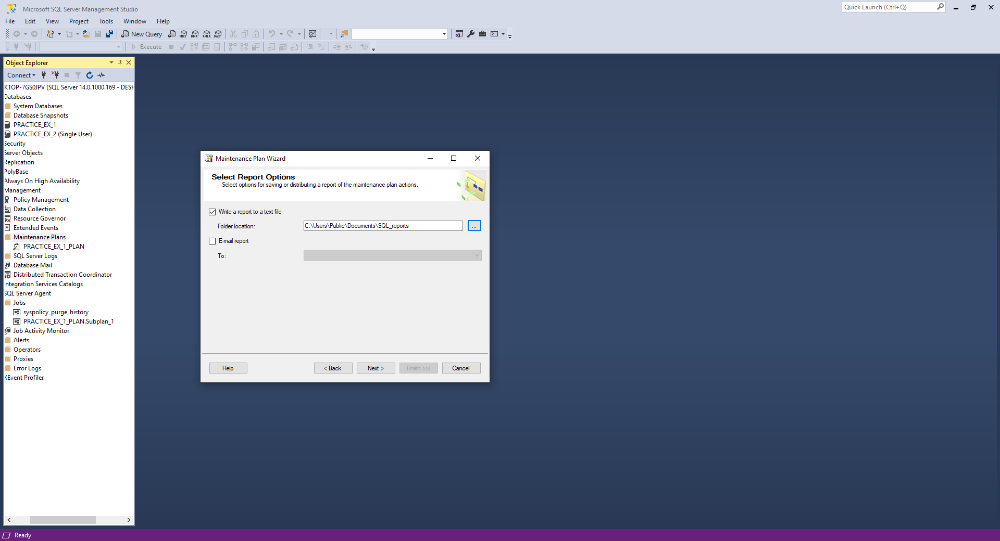 Microsoft SQL Server Management Studio
Quick Launch (Ctrl+Q)
File Edit View Project Tools Window Help
New Query
MDX DMX XMLA DAX
Execute
Object Explorer
Connect
KTOP-7GS0JPV (SQL Server 14.0.1000.169 - DESK
Databases
System Databases
Database Snapshots
PRACTICE_EX_1
PRACTICE_EX_2 (Single User)
Security
Server Objects
Replication
PolyBase
Always On High Availability
Management
Policy Management
Data Collection
Resource Governor
Extended Events
Maintenance Plans
PRACTICE_EX_1_PLAN
SQL Server Logs
Database Mail
Distributed Transaction Coordinator
ntegration Services Catalogs
SQL Server Agent
Jobs
syspolicy_purge_history
PRACTICE_EX_1_PLAN.Subplan_1
Job Activity Monitor
Alerts
Operators
Proxies
Error Logs
XEvent Profiler
Maintenance Plan Wizard
Select Report Options
Select options for saving or distributing a report of the maintenance plan actions.
Write a report to a text file
Folder location: C:\Users\Public\Documents\SQL_reports ...
E-mail report
To:
Help < Back Next > Finish >>| Cancel
Ready